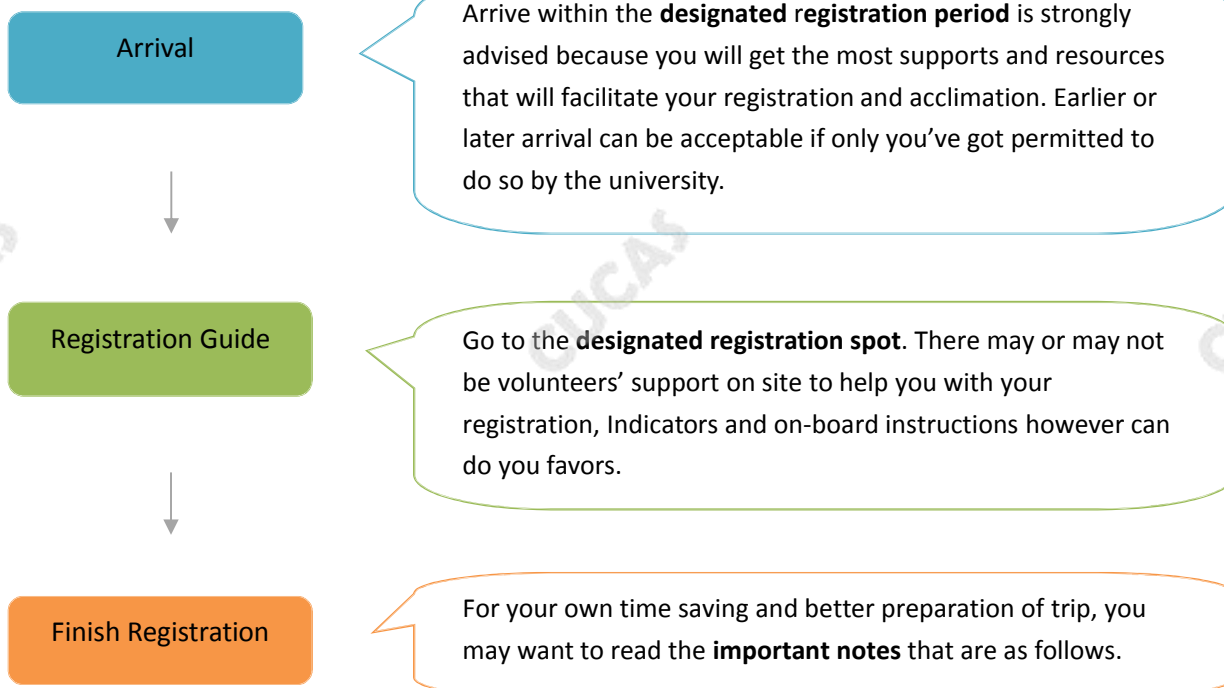 Arrival
Arrive within the designated registration period is strongly
advised because you will get the most supports and resources
that will facilitate your registration and acclimation. Earlier or
later arrival can be acceptable if only you've got permitted to
do so by the university.
CUCAS
Registration Guide
Go to the designated registration spot. There may or may not
be volunteers' support on site to help you with your
registration, Indicators and on-board instructions however can
do you favors.
Finish Registration
For your own time saving and better preparation of trip, you
may want to read the important notes that are as follows.